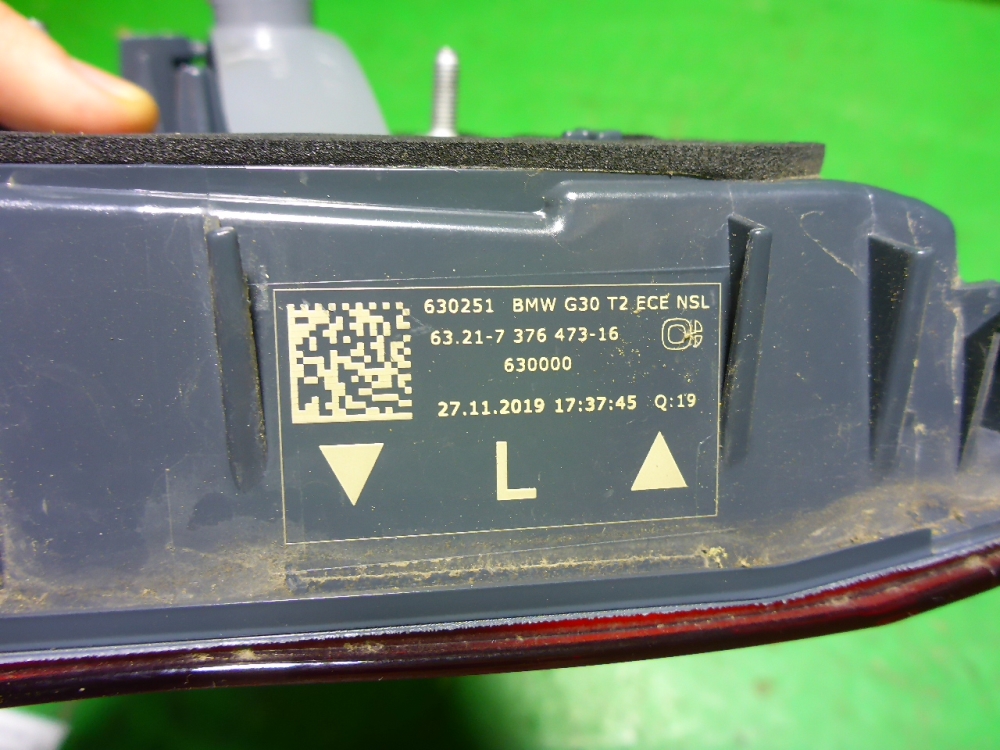 630251 BMW G30 T2 ECE NSL
63.21-7 376 473-16
630000
27.11.2019 17:37:45 Q:19
L